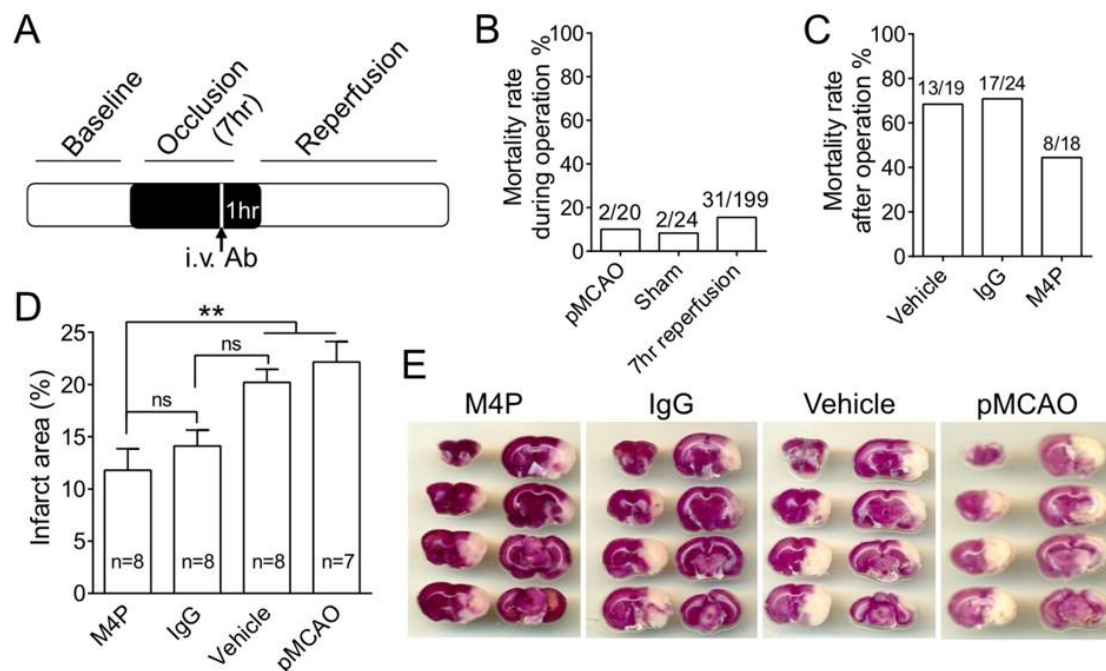 A
Baseline
Occlusion
(7hr)
Reperfusion
1hr
i.v. Ab
B
Mortality rate
during operation %
100
80
60
40
20
0
2/20
2/24
31/199
pMCAO
Sham
7hr reperfusion
C
Mortality rate
after operation %
100
80
60
40
20
0
13/19
17/24
8/18
Vehicle
IgG
M4P
D
Infarct area (%)
25
20
15
10
5
0
**
ns
ns
n=8
n=8
n=8
n=7
M4P
IgG
Vehicle
pMCAO
E
M4P
IgG
Vehicle
pMCAO